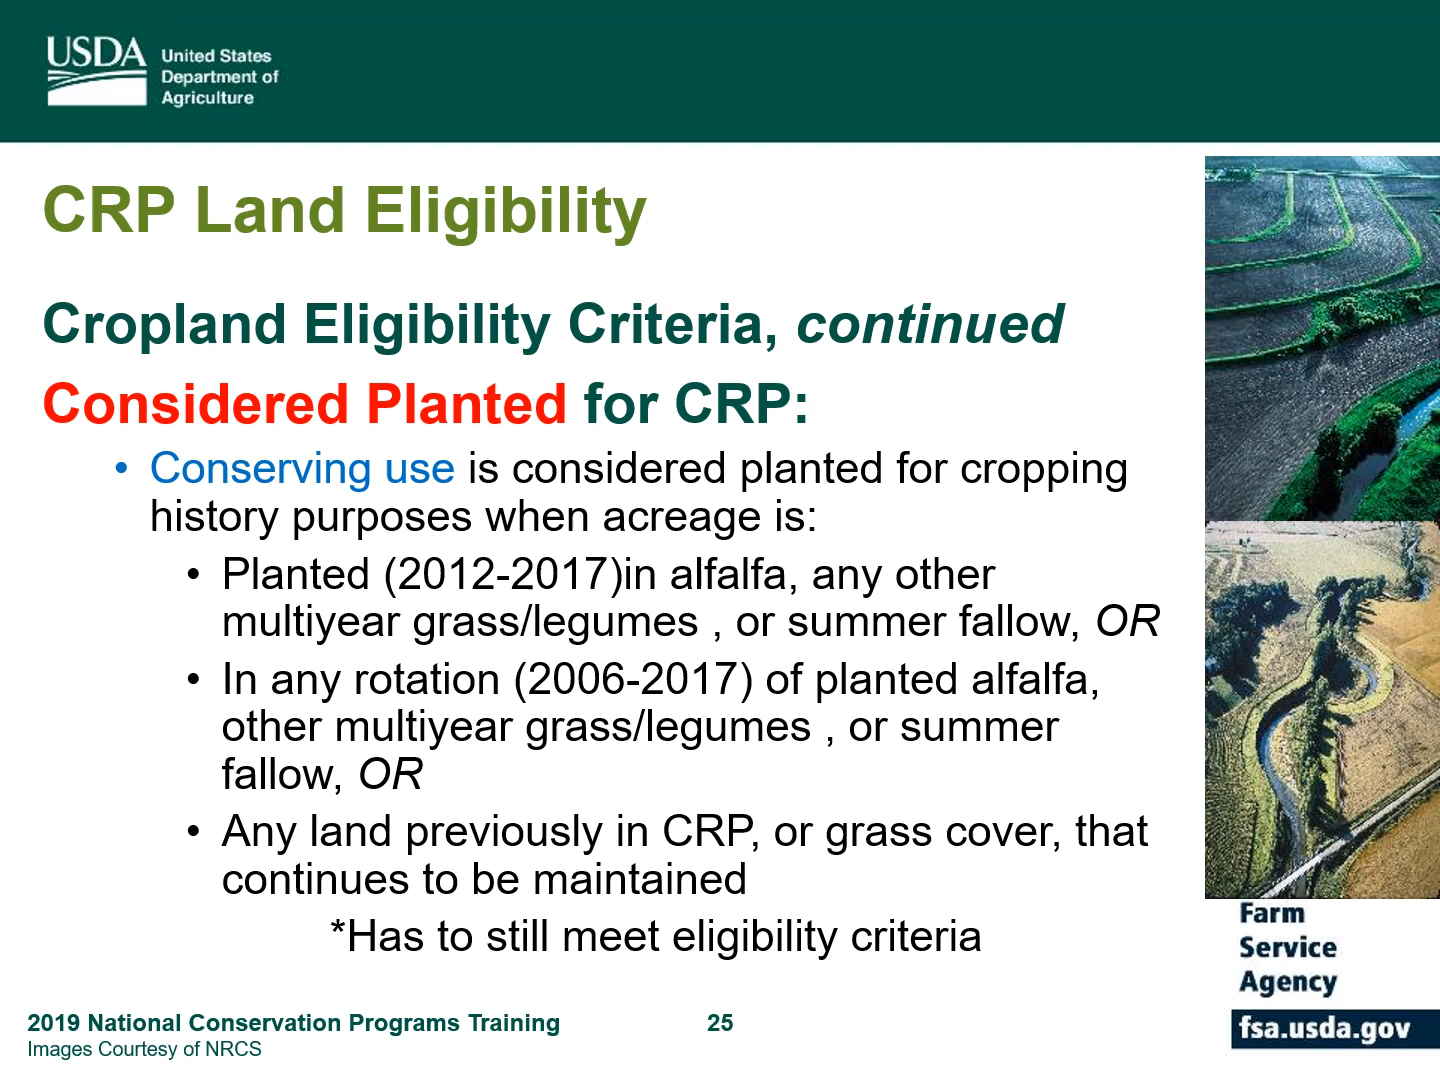 USDA United States
Department of
Agriculture
CRP Land Eligibility
Cropland Eligibility Criteria, continued
Considered Planted for CRP:
• Conserving use is considered planted for cropping
history purposes when acreage is:
• Planted (2012-2017)in alfalfa, any other
multiyear grass/legumes , or summer fallow, OR
• In any rotation (2006-2017) of planted alfalfa,
other multiyear grass/legumes , or summer
fallow, OR
• Any land previously in CRP, or grass cover, that
continues to be maintained
*Has to still meet eligibility criteria
Farm
Service
Agency
fsa.usda.gov
2019 National Conservation Programs Training 25
Images Courtesy of NRCS